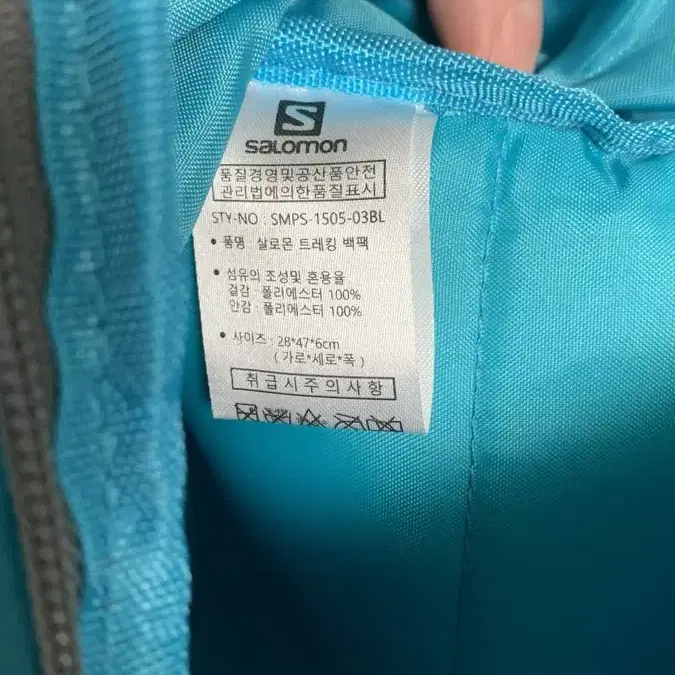 S
salomon
품질경영및공산품안전
관리법에의한품질표시
STY-NO : SMPS-1505-03BL
• 품명 : 살로몬 트레킹 백팩
• 섬유의 조성및 혼용율
겉감 : 폴리에스터 100%
안감 : 폴리에스터 100%
• 사이즈 : 28*47*6cm
( 가로*세로*폭 )
취급시주의사항